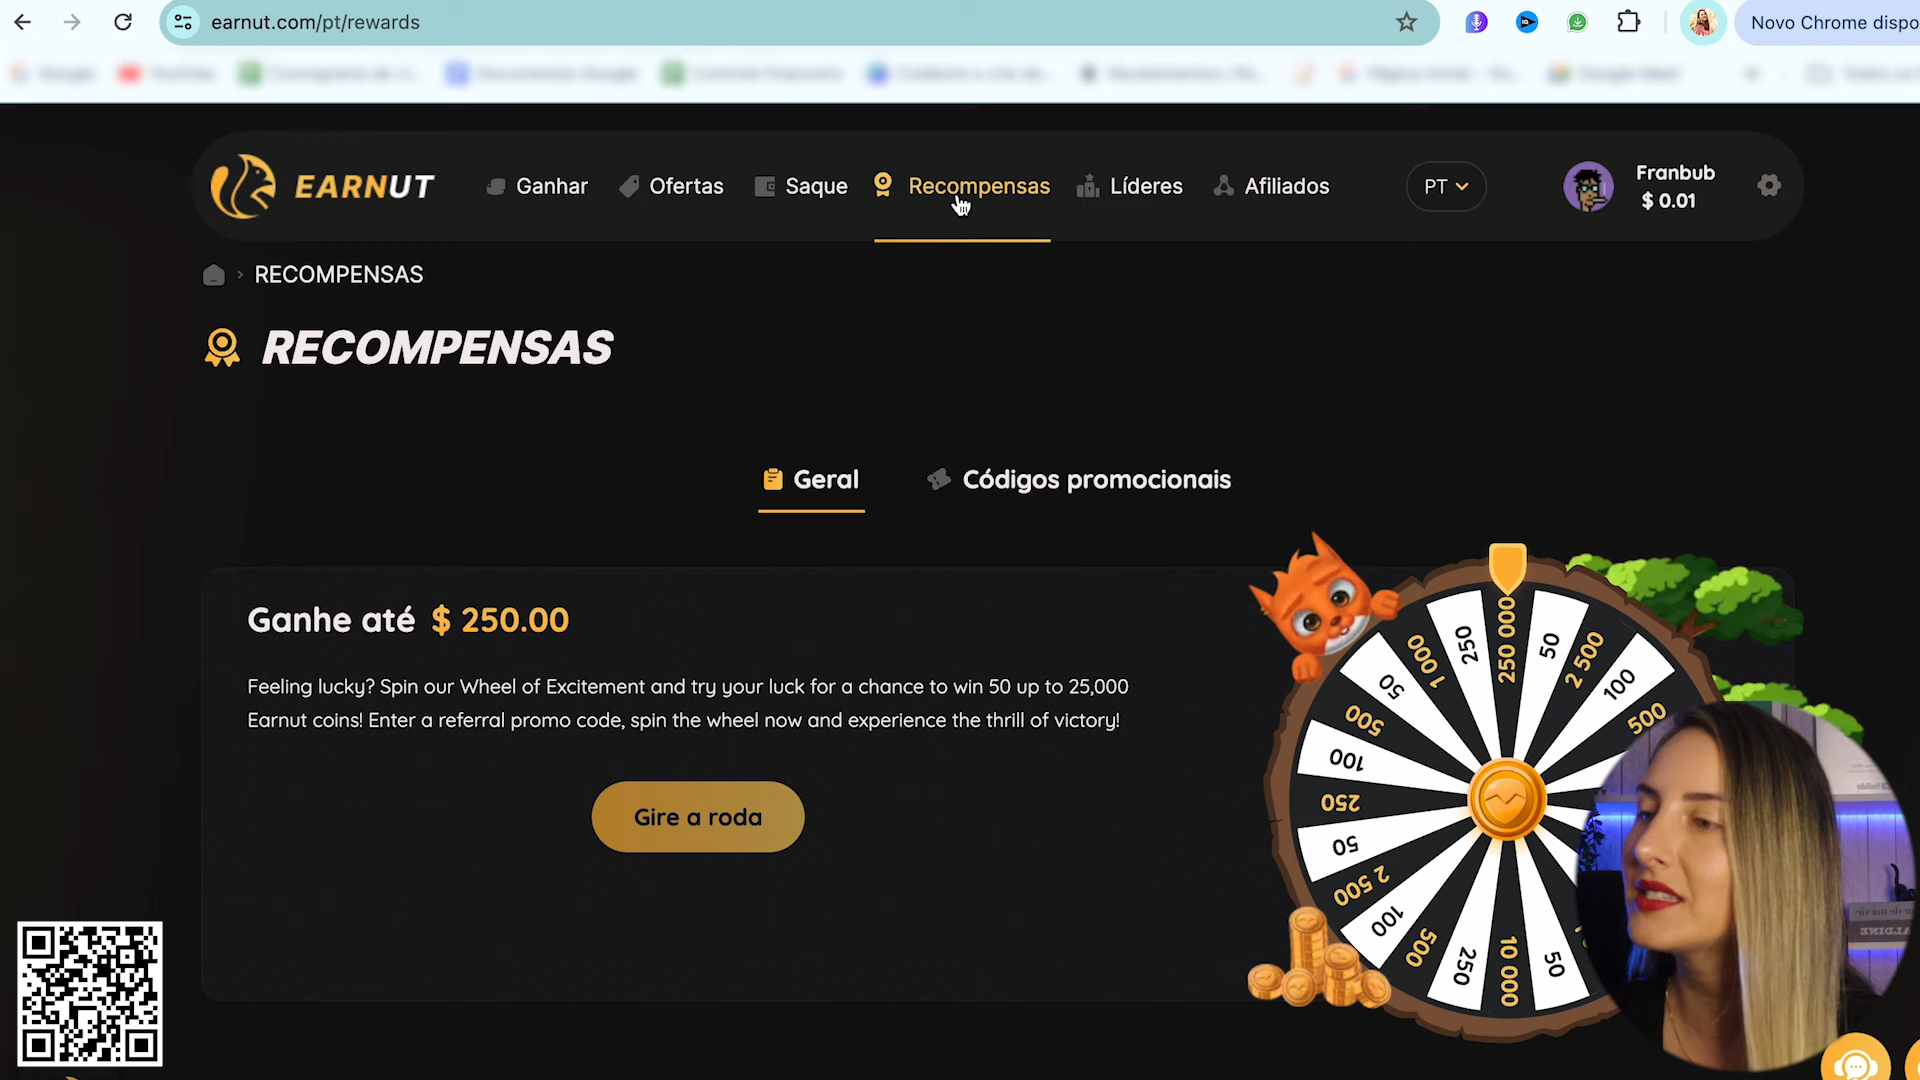 earnut.com/pt/rewards
Novo Chrome dispo
EARNUT
Ganhar
Ofertas
Saque
Recompensas
Líderes
Afiliados
PT
Franbub
$ 0.01
RECOMPENSAS
RECOMPENSAS
Geral
Códigos promocionais
Ganhe até $ 250.00
Feeling lucky? Spin our Wheel of Excitement and try your luck for a chance to win 50 up to 25,000
Earnut coins! Enter a referral promo code, spin the wheel now and experience the thrill of victory!
Gire a roda
250 000
50
2 500
100
500
50
10 000
250
500
100
2 500
50
250
100
500
50
1 000
250